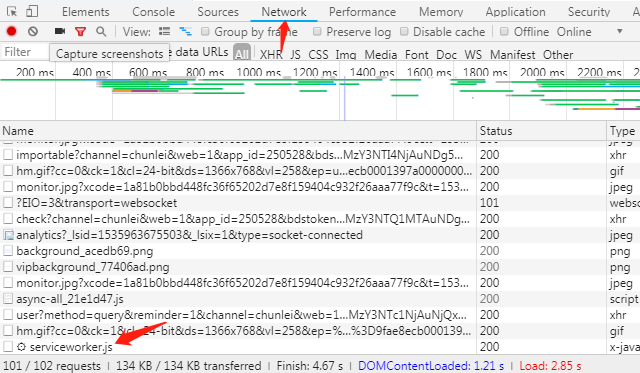 Elements Console Sources Network Performance Memory Security Application
View: Group by frame Preserve log Disable cache Offline Online
Filter Capture screenshots data URLs All XHR JS CSS Img Media Font Doc WS Manifest Other
200 ms 400 ms 600 ms 800 ms 1000 ms 1200 ms 1400 ms 1600 ms 1800 ms 2000 ms 2200 ms
Name Status Type
importable?channel=chunlei&web=1&app_id=250528&bds...MzY3NTI4NjAuNDg5... 200 xhr
hm.gif?cc=0&ck=1&cl=24-bit&ds=1366x768&vl=258&ep=u...ecb0001397a0000000... 200 gif
monitor.jpg?xcode=1a81b0bbd448fc36f65202d7e8f159404c932f26aaa77f9c&t=153... 200 jpeg
?EIO=3&transport=websocket 101 webso
check?channel=chunlei&web=1&app_id=250528&bdstoken...MzY3NTQ1MTAuNDg... 200 xhr
analytics?_lsid=1535963675503&_lsix=1&type=socket-connected 200 xhr
background_acedb69.png 200 png
vipbackground_77406ad.png 200 png
monitor.jpg?xcode=1a81b0bbd448fc36f65202d7e8f159404c932f26aaa77f9c&t=153... 200 jpeg
async-all_21e1d47.js 200 script
user?method=query&reminder=1&channel=chunlei&web=1...MzY3NTc1NjAuNjQx... 200 xhr
hm.gif?cc=0&ck=1&cl=24-bit&ds=1366x768&vl=258&ep=%...%3D9fae8ecb000139... 200 gif
serviceworker.js 200 x-java
101 / 102 requests | 134 KB / 134 KB transferred | Finish: 4.67 s | DOMContentLoaded: 1.21 s | Load: 2.85 s